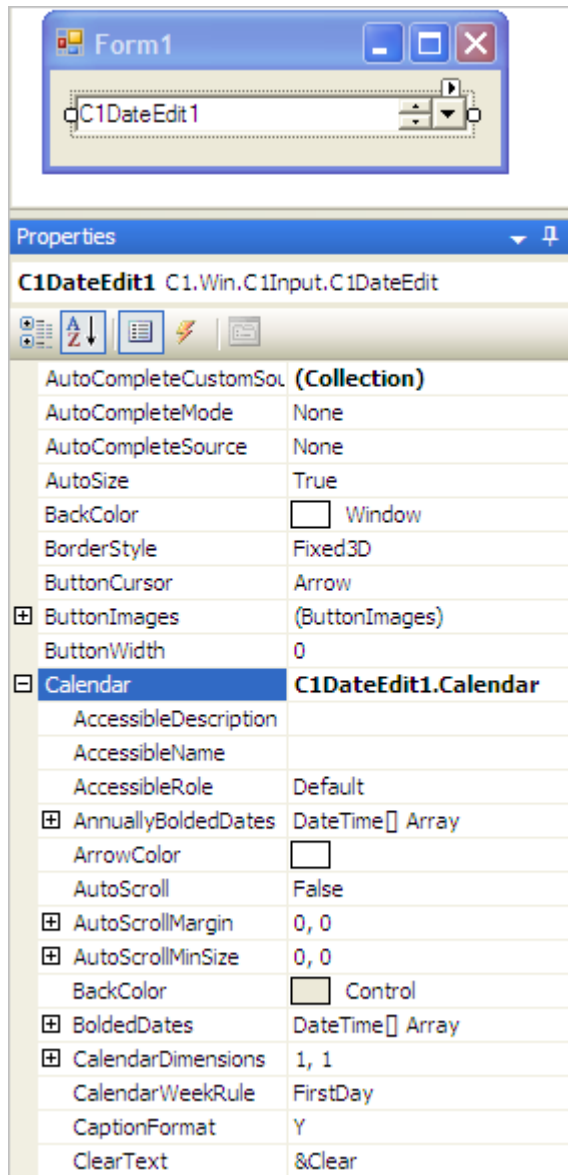 Form1
C1DateEdit1
Properties
C1DateEdit1 C1.Win.C1Input.C1DateEdit
AutoCompleteCustomSou (Collection)
AutoCompleteMode None
AutoCompleteSource None
AutoSize True
BackColor Window
BorderStyle Fixed3D
ButtonCursor Arrow
ButtonImages (ButtonImages)
ButtonWidth 0
Calendar C1DateEdit1.Calendar
AccessibleDescription
AccessibleName
AccessibleRole Default
AnnuallyBoldedDates DateTime[] Array
ArrowColor
AutoScroll False
AutoScrollMargin 0, 0
AutoScrollMinSize 0, 0
BackColor Control
BoldedDates DateTime[] Array
CalendarDimensions 1, 1
CalendarWeekRule FirstDay
CaptionFormat Y
ClearText &Clear